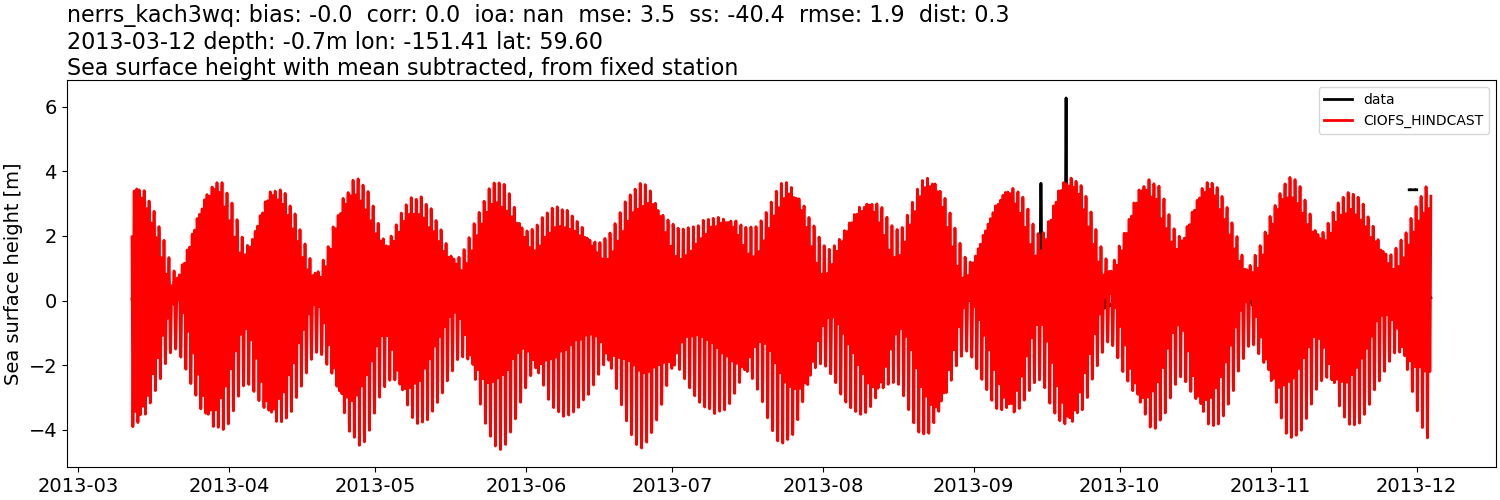 nerrs_kach3wq: bias: -0.0  corr: 0.0  ioa: nan  mse: 3.5  ss: -40.4  rmse: 1.9  dist: 0.3
2013-03-12 depth: -0.7m lon: -151.41 lat: 59.60
Sea surface height with mean subtracted, from fixed station
Sea surface height [m]
6
4
2
0
−2
−4
data
CIOFS_HINDCAST
2013-03
2013-04
2013-05
2013-06
2013-07
2013-08
2013-09
2013-10
2013-11
2013-12